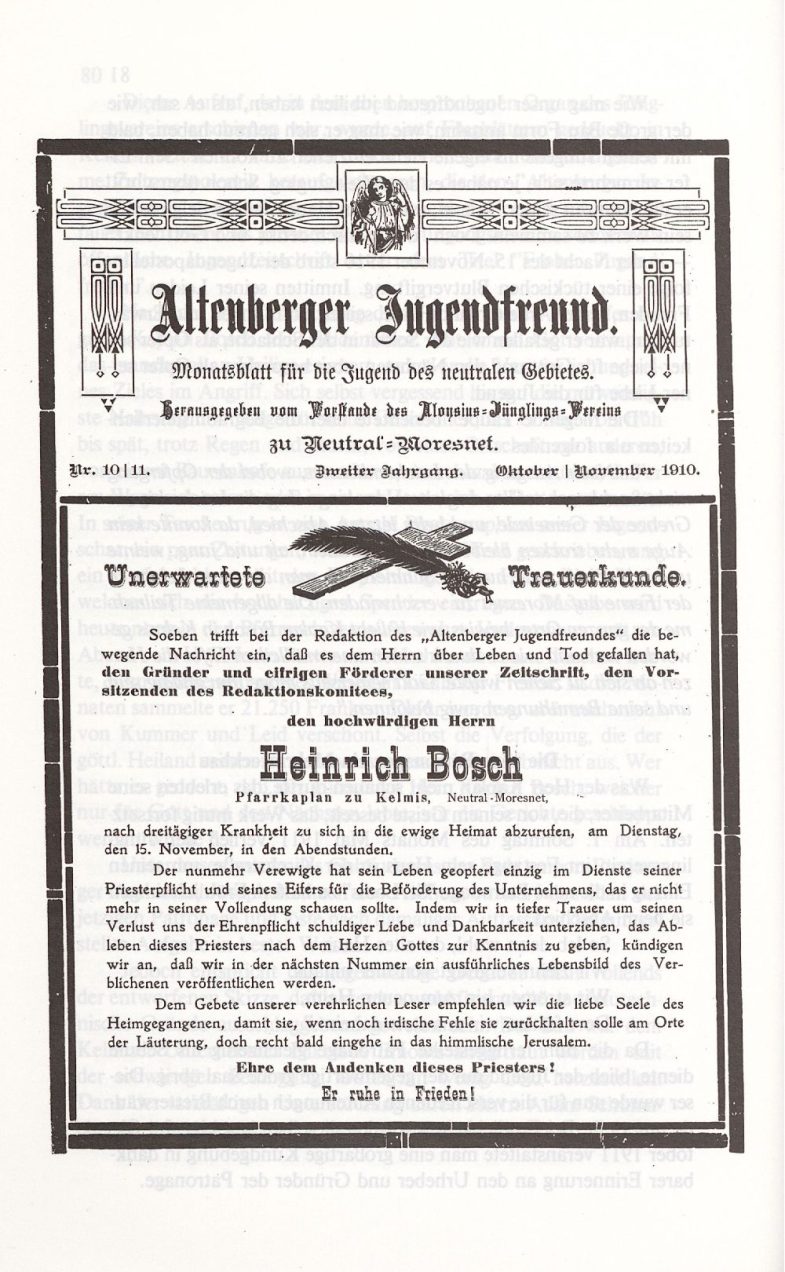 Altenberger Jugendfreund.
Monatsblatt für die Jugend des neutralen Gebietes.
Herausgegeben vom Vorstande des Aloysius=Jünglings=Vereins
zu Neutral=Moresnet.
Nr. 10|11. Zweiter Jahrgang. Oktober | November 1910.
Unerwartete Trauerkunde.
Soeben trifft bei der Redaktion des „Altenberger Jugendfreundes" die be-
wegende Nachricht ein, daß es dem Herrn über Leben und Tod gefallen hat,
den Gründer und eifrigen Förderer unserer Zeitschrift, den Vor-
sitzenden des Redaktionskomitees,
den hochwürdigen Herrn
Heinrich Bosch
Pfarrkaplan zu Kelmis, Neutral-Moresnet,
nach dreitägiger Krankheit zu sich in die ewige Heimat abzurufen, am Dienstag,
den 15. November, in den Abendstunden.
Der nunmehr Verewigte hat sein Leben geopfert einzig im Dienste seiner
Priesterpflicht und seines Eifers für die Beförderung des Unternehmens, das er nicht
mehr in seiner Vollendung schauen sollte. Indem wir in tiefer Trauer um seinen
Verlust uns der Ehrenpflicht schuldiger Liebe und Dankbarkeit unterziehen, das Ab-
leben dieses Priesters nach dem Herzen Gottes zur Kenntnis zu geben, kündigen
wir an, daß wir in der nächsten Nummer ein ausführliches Lebensbild des Ver-
blichenen veröffentlichen werden.
Dem Gebete unserer verehrlichen Leser empfehlen wir die liebe Seele des
Heimgegangenen, damit sie, wenn noch irdische Fehle sie zurückhalten solle am Orte
der Läuterung, doch recht bald eingehe in das himmlische Jerusalem.
Ehre dem Andenken dieses Priesters!
Er ruhe in Frieden!